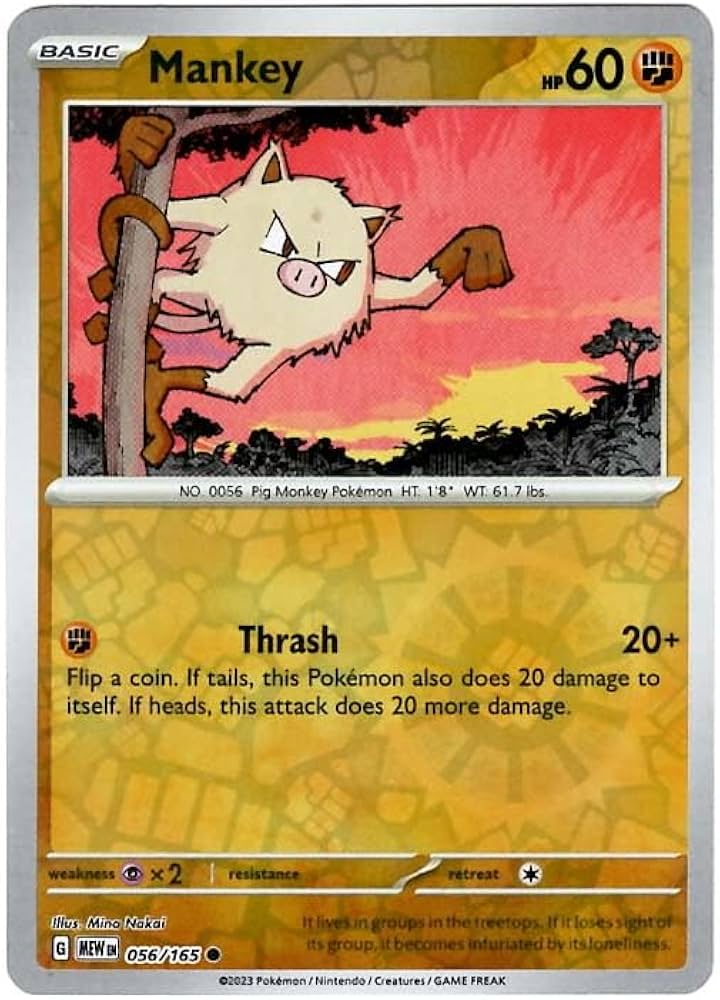 BASIC
Mankey
HP 60
NO 0056 Pig Monkey Pokémon HT: 1'8" WT: 61.7 lbs.
Thrash 20+
Flip a coin. If tails, this Pokémon also does 20 damage to
itself. If heads, this attack does 20 more damage.
weakness ×2 resistance retreat
Illus. Mina Nakai
G MEW EN 056/165
It lives in groups in the treetops. If it loses sight of
its group, it becomes infuriated by its loneliness.
©2023 Pokémon / Nintendo / Creatures / GAME FREAK